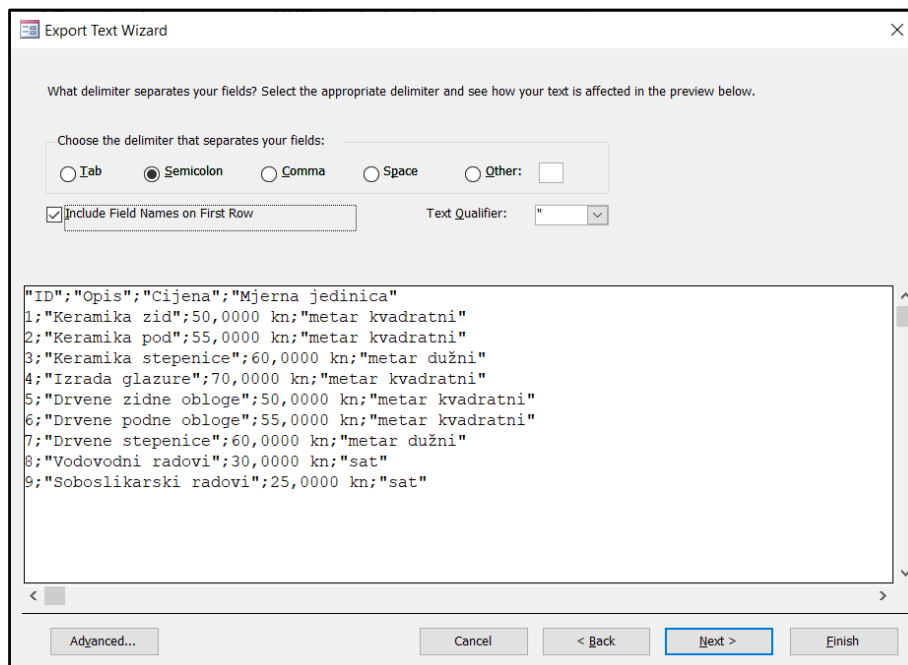 Export Text Wizard
What delimiter separates your fields? Select the appropriate delimiter and see how your text is affected in the preview below.
Choose the delimiter that separates your fields:
Tab Semicolon Comma Space Other:
Include Field Names on First Row Text Qualifier: "
"ID";"Opis";"Cijena";"Mjerna jedinica"
1;"Keramika zid";50,0000 kn;"metar kvadratni"
2;"Keramika pod";55,0000 kn;"metar kvadratni"
3;"Keramika stepenice";60,0000 kn;"metar dužni"
4;"Izrada glazure";70,0000 kn;"metar kvadratni"
5;"Drvene zidne obloge";50,0000 kn;"metar kvadratni"
6;"Drvene podne obloge";55,0000 kn;"metar kvadratni"
7;"Drvene stepenice";60,0000 kn;"metar dužni"
8;"Vodovodni radovi";30,0000 kn;"sat"
9;"Soboslikarski radovi";25,0000 kn;"sat"
Advanced... Cancel < Back Next > Finish